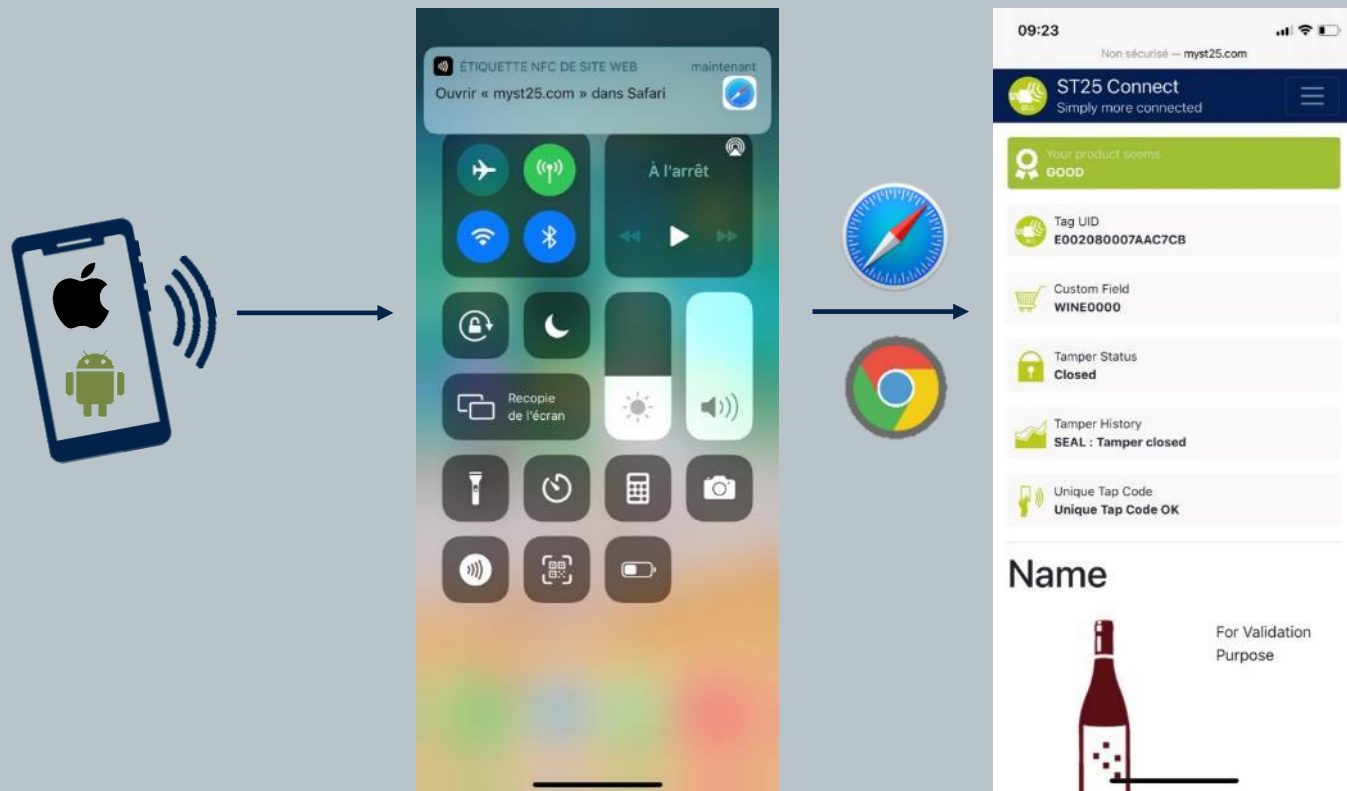 ÉTIQUETTE NFC DE SITE WEB
maintenant
Ouvrir « myst25.com » dans Safari
À l'arrêt
Recopie
de l'écran
09:23
Non sécurisé — myst25.com
ST25 Connect
Simply more connected
Your product seems
GOOD
Tag UID
E002080007AAC7CB
Custom Field
WINE0000
Tamper Status
Closed
Tamper History
SEAL : Tamper closed
Unique Tap Code
Unique Tap Code OK
Name
For Validation
Purpose